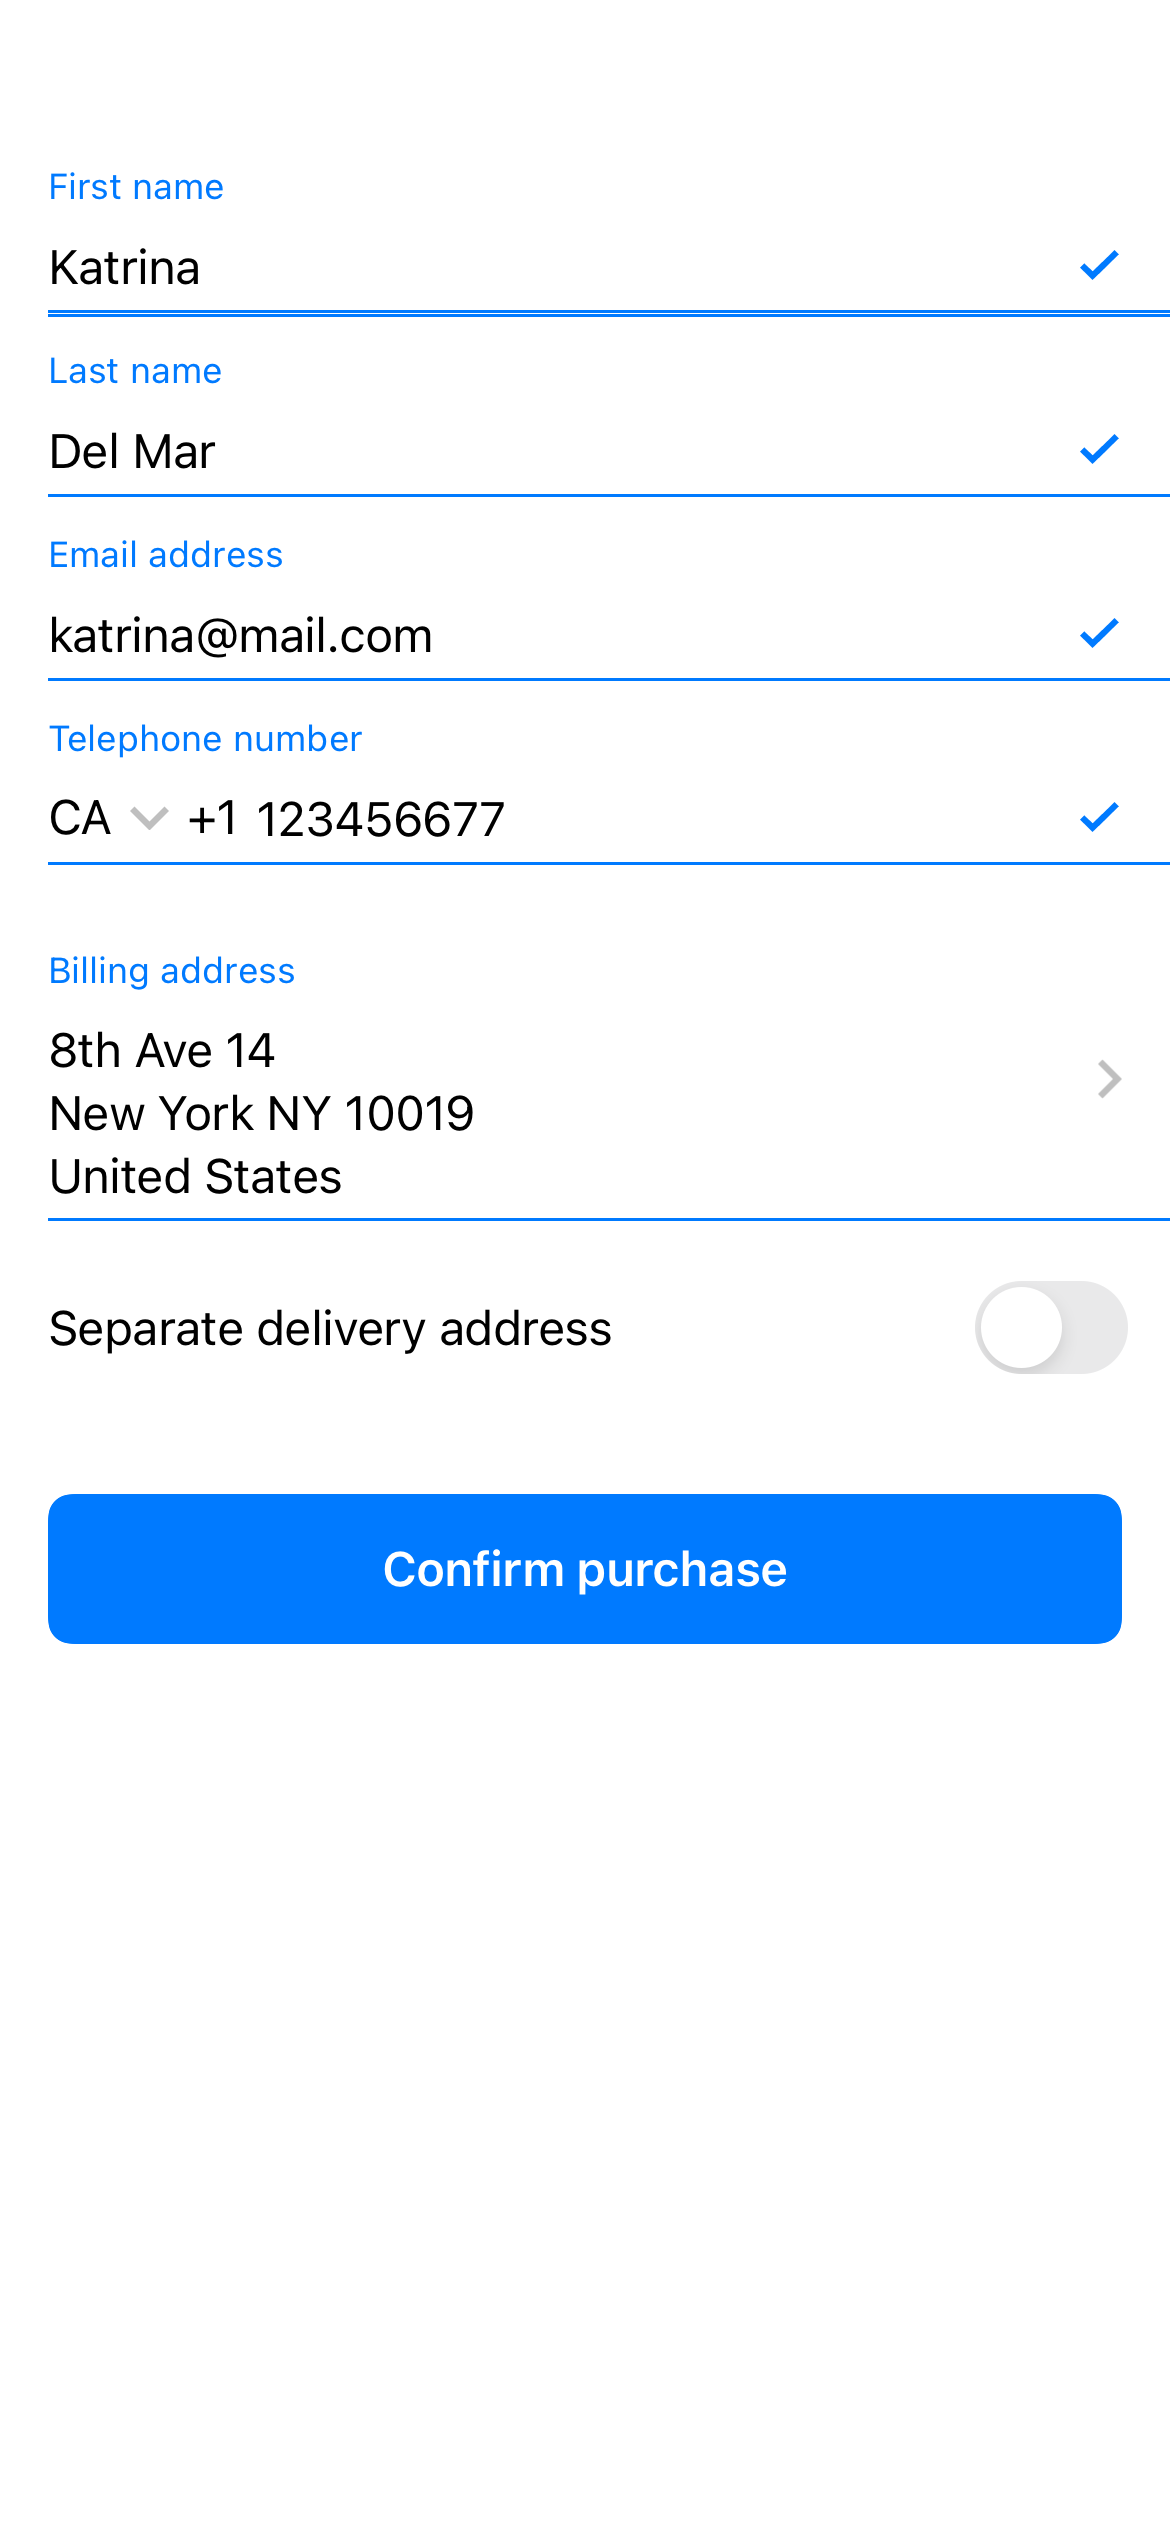 First name
Katrina
Last name
Del Mar
Email address
katrina@mail.com
Telephone number
CA +1 123456677
Billing address
8th Ave 14
New York NY 10019
United States
Separate delivery address
Confirm purchase